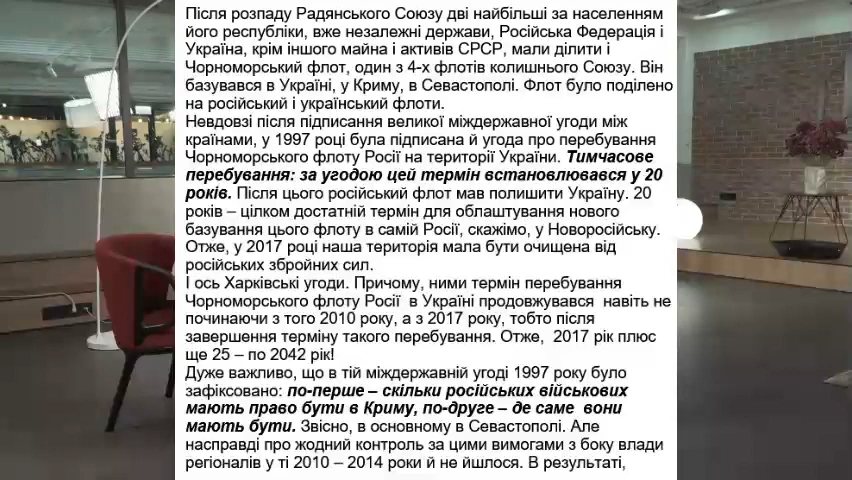 Після розпаду Радянського Союзу дві найбільші за населенням
його республіки, вже незалежні держави, Російська Федерація і
Україна, крім іншого майна і активів СРСР, мали ділити і
Чорноморський флот, один з 4-х флотів колишнього Союзу. Він
базувався в Україні, у Криму, в Севастополі. Флот було поділено
на російський і український флоти.
Невдовзі після підписання великої міждержавної угоди між
країнами, у 1997 році була підписана й угода про перебування
Чорноморського флоту Росії на території України. Тимчасове
перебування: за угодою цей термін встановлювався у 20
років. Після цього російський флот мав полишити Україну. 20
років – цілком достатній термін для облаштування нового
базування цього флоту в самій Росії, скажімо, у Новоросійську.
Отже, у 2017 році наша територія мала бути очищена від
російських збройних сил.
І ось Харківські угоди. Причому, ними термін перебування
Чорноморського флоту Росії в Україні продовжувався навіть не
починаючи з того 2010 року, а з 2017 року, тобто після
завершення терміну такого перебування. Отже, 2017 рік плюс
ще 25 – по 2042 рік!
Дуже важливо, що в тій міждержавній угоді 1997 року було
зафіксовано: по-перше – скільки російських військових
мають право бути в Криму, по-друге – де саме вони
мають бути. Звісно, в основному в Севастополі. Але
насправді про жодний контроль за цими вимогами з боку влади
регіоналів у ті 2010 – 2014 роки й не йшлося. В результаті,